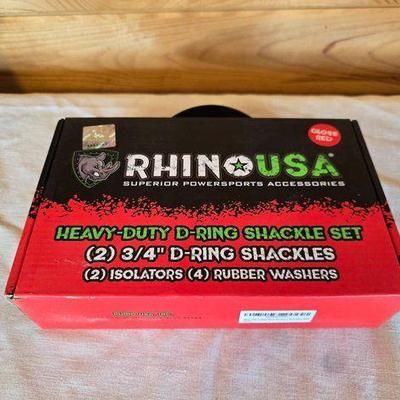 GLOSS
RED
RHINO USA®
SUPERIOR POWERSPORTS ACCESSORIES
HEAVY-DUTY D-RING SHACKLE SET
(2) 3/4" D-RING SHACKLES
(2) ISOLATORS (4) RUBBER WASHERS